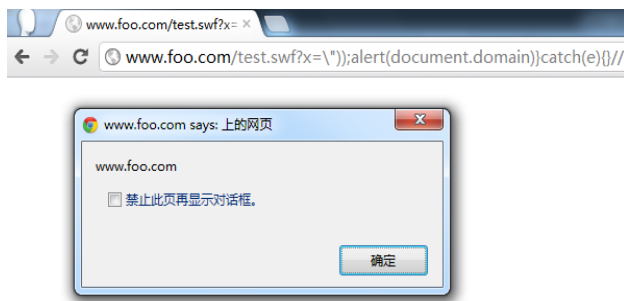 www.foo.com/test.swf?x=
www.foo.com/test.swf?x=\"));alert(document.domain)}catch(e){}//
www.foo.com says: 上的网页
www.foo.com
禁止此页再显示对话框。
确定